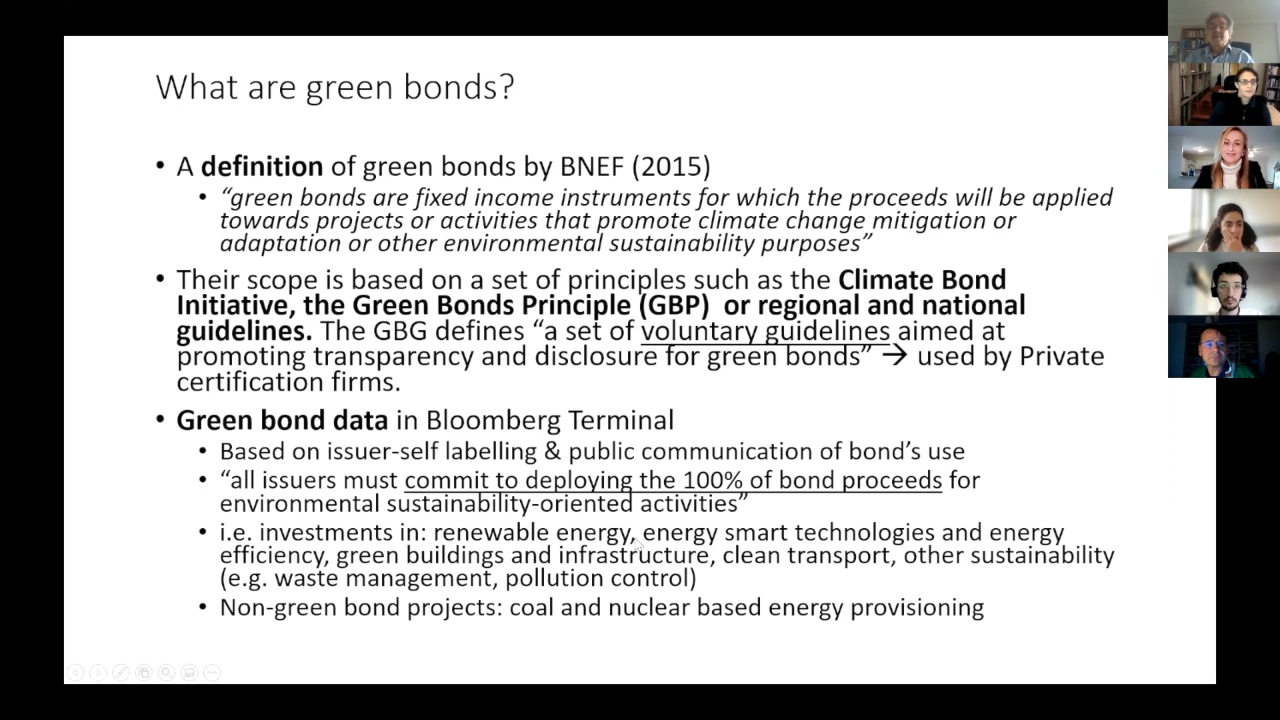 What are green bonds?
• A definition of green bonds by BNEF (2015)
• “green bonds are fixed income instruments for which the proceeds will be applied
towards projects or activities that promote climate change mitigation or
adaptation or other environmental sustainability purposes”
• Their scope is based on a set of principles such as the Climate Bond
Initiative, the Green Bonds Principle (GBP)  or regional and national
guidelines. The GBG defines “a set of voluntary guidelines aimed at
promoting transparency and disclosure for green bonds” → used by Private
certification firms.
• Green bond data in Bloomberg Terminal
• Based on issuer-self labelling & public communication of bond’s use
• “all issuers must commit to deploying the 100% of bond proceeds for
environmental sustainability-oriented activities”
• i.e. investments in: renewable energy, energy smart technologies and energy
efficiency, green buildings and infrastructure, clean transport, other sustainability
(e.g. waste management, pollution control)
• Non-green bond projects: coal and nuclear based energy provisioning